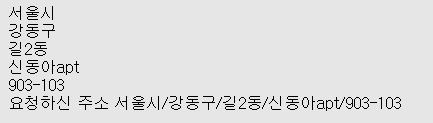 서울시
강동구
길2동
신동아apt
903-103
요청하신 주소 서울시/강동구/길2동/신동아apt/903-103